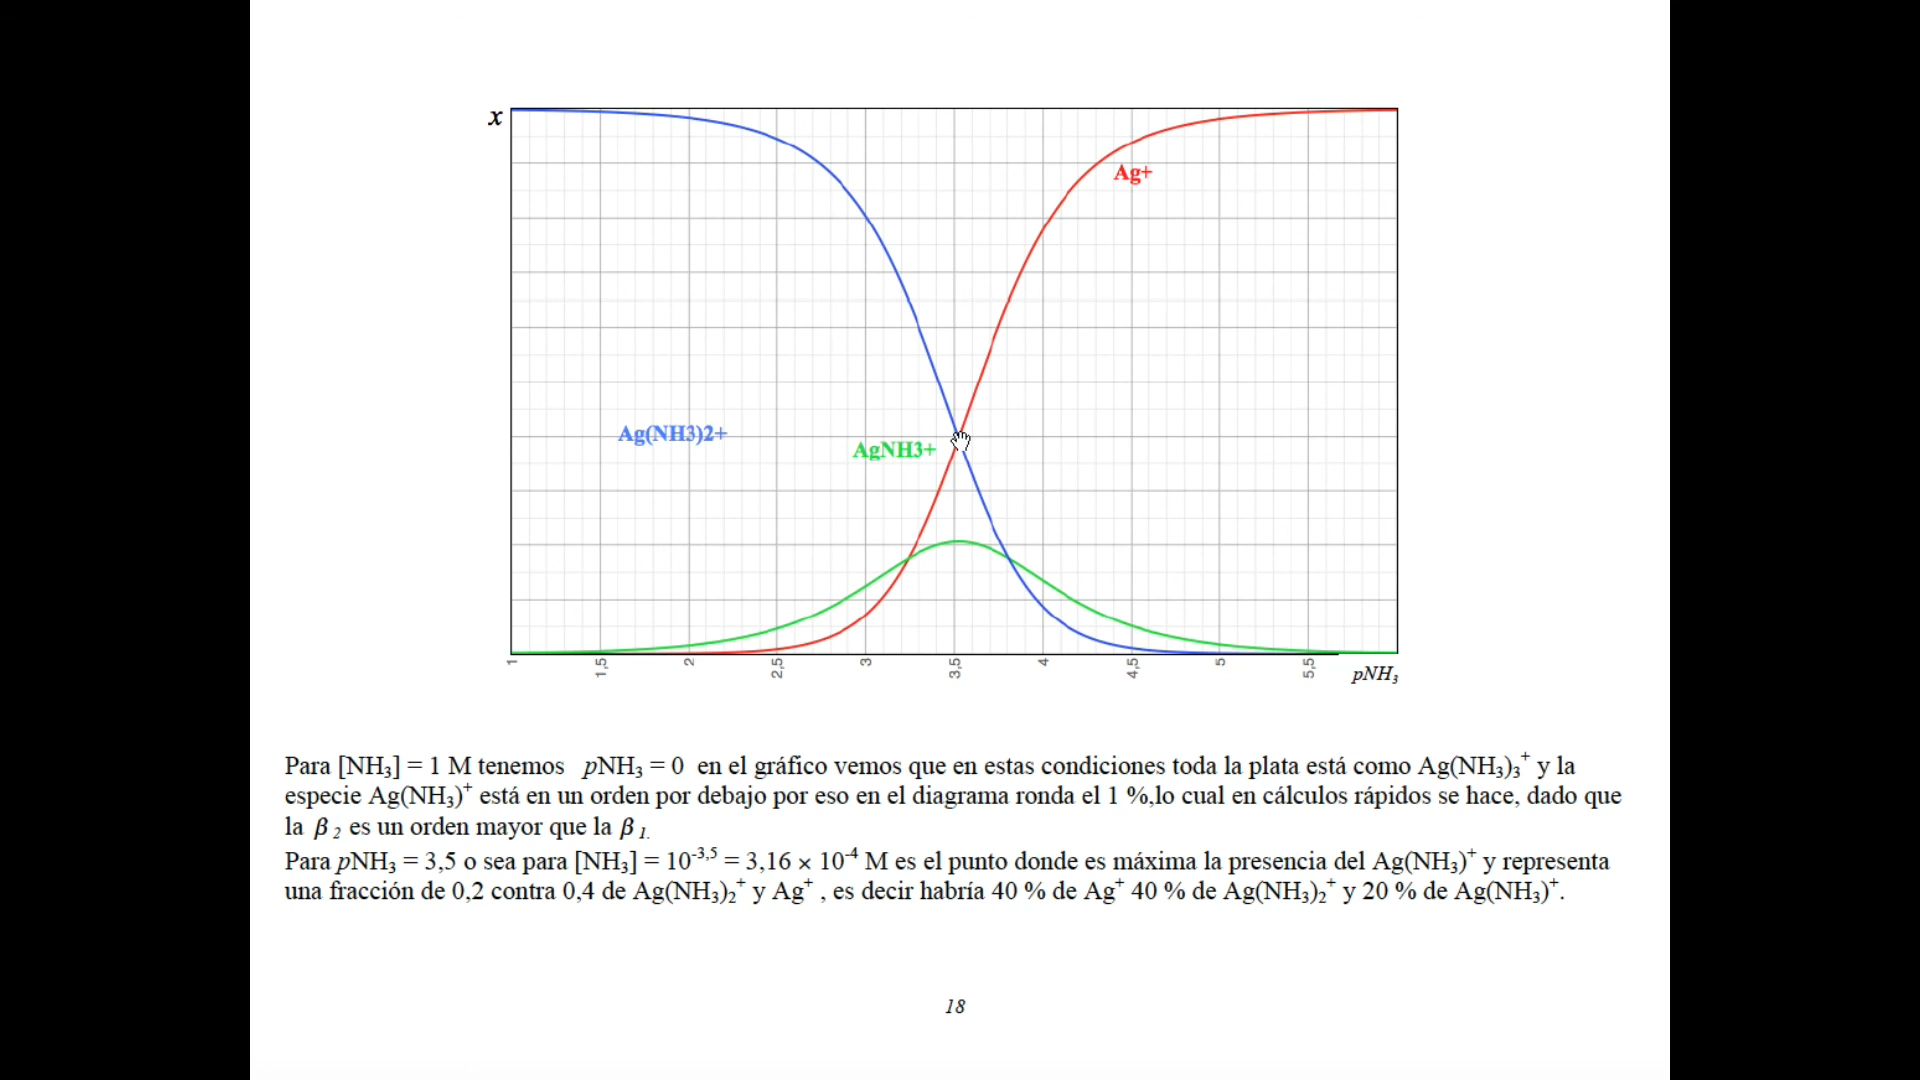 x
Ag+
Ag(NH3)2+
AgNH3+
1 1,5 2 2,5 3 3,5 4 4,5 5 5,5 pNH₃
Para [NH₃] = 1 M tenemos pNH₃ = 0 en el gráfico vemos que en estas condiciones toda la plata está como Ag(NH₃)₃⁺ y la
especie Ag(NH₃)⁺ está en un orden por debajo por eso en el diagrama ronda el 1 %,lo cual en cálculos rápidos se hace, dado que
la β ₂ es un orden mayor que la β ₁.
Para pNH₃ = 3,5 o sea para [NH₃] = 10⁻³,⁵ = 3,16 × 10⁻⁴ M es el punto donde es máxima la presencia del Ag(NH₃)⁺ y representa
una fracción de 0,2 contra 0,4 de Ag(NH₃)₂⁺ y Ag⁺ , es decir habría 40 % de Ag⁺ 40 % de Ag(NH₃)₂⁺ y 20 % de Ag(NH₃)⁺.
18